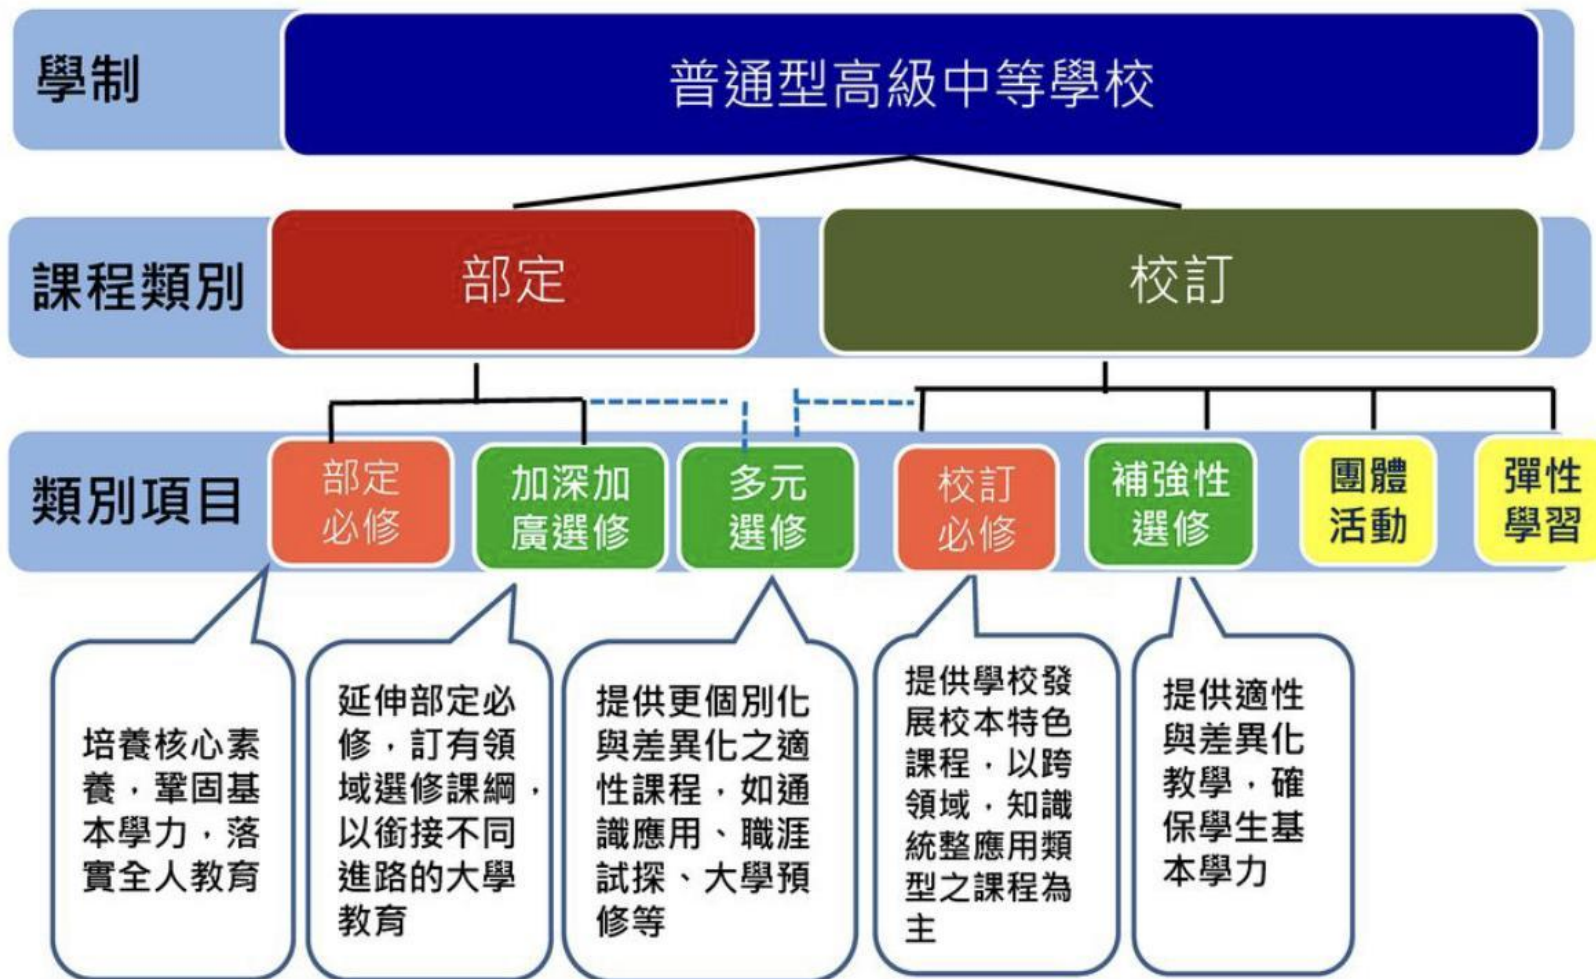 學制
普通型高級中等學校
課程類別
部定
校訂
類別項目
部定
必修
加深加
廣選修
多元
選修
校訂
必修
補強性
選修
團體
活動
彈性
學習
培養核心素
養，鞏固基
本學力，落
實全人教育
延伸部定必
修，訂有領
域選修課綱，
以銜接不同
進路的大學
教育
提供更個別化
與差異化之適
性課程，如通
識應用、職涯
試探、大學預
修等
提供學校發
展校本特色
課程，以跨
領域，知識
統整應用類
型之課程為
主
提供適性
與差異化
教學，確
保學生基
本學力